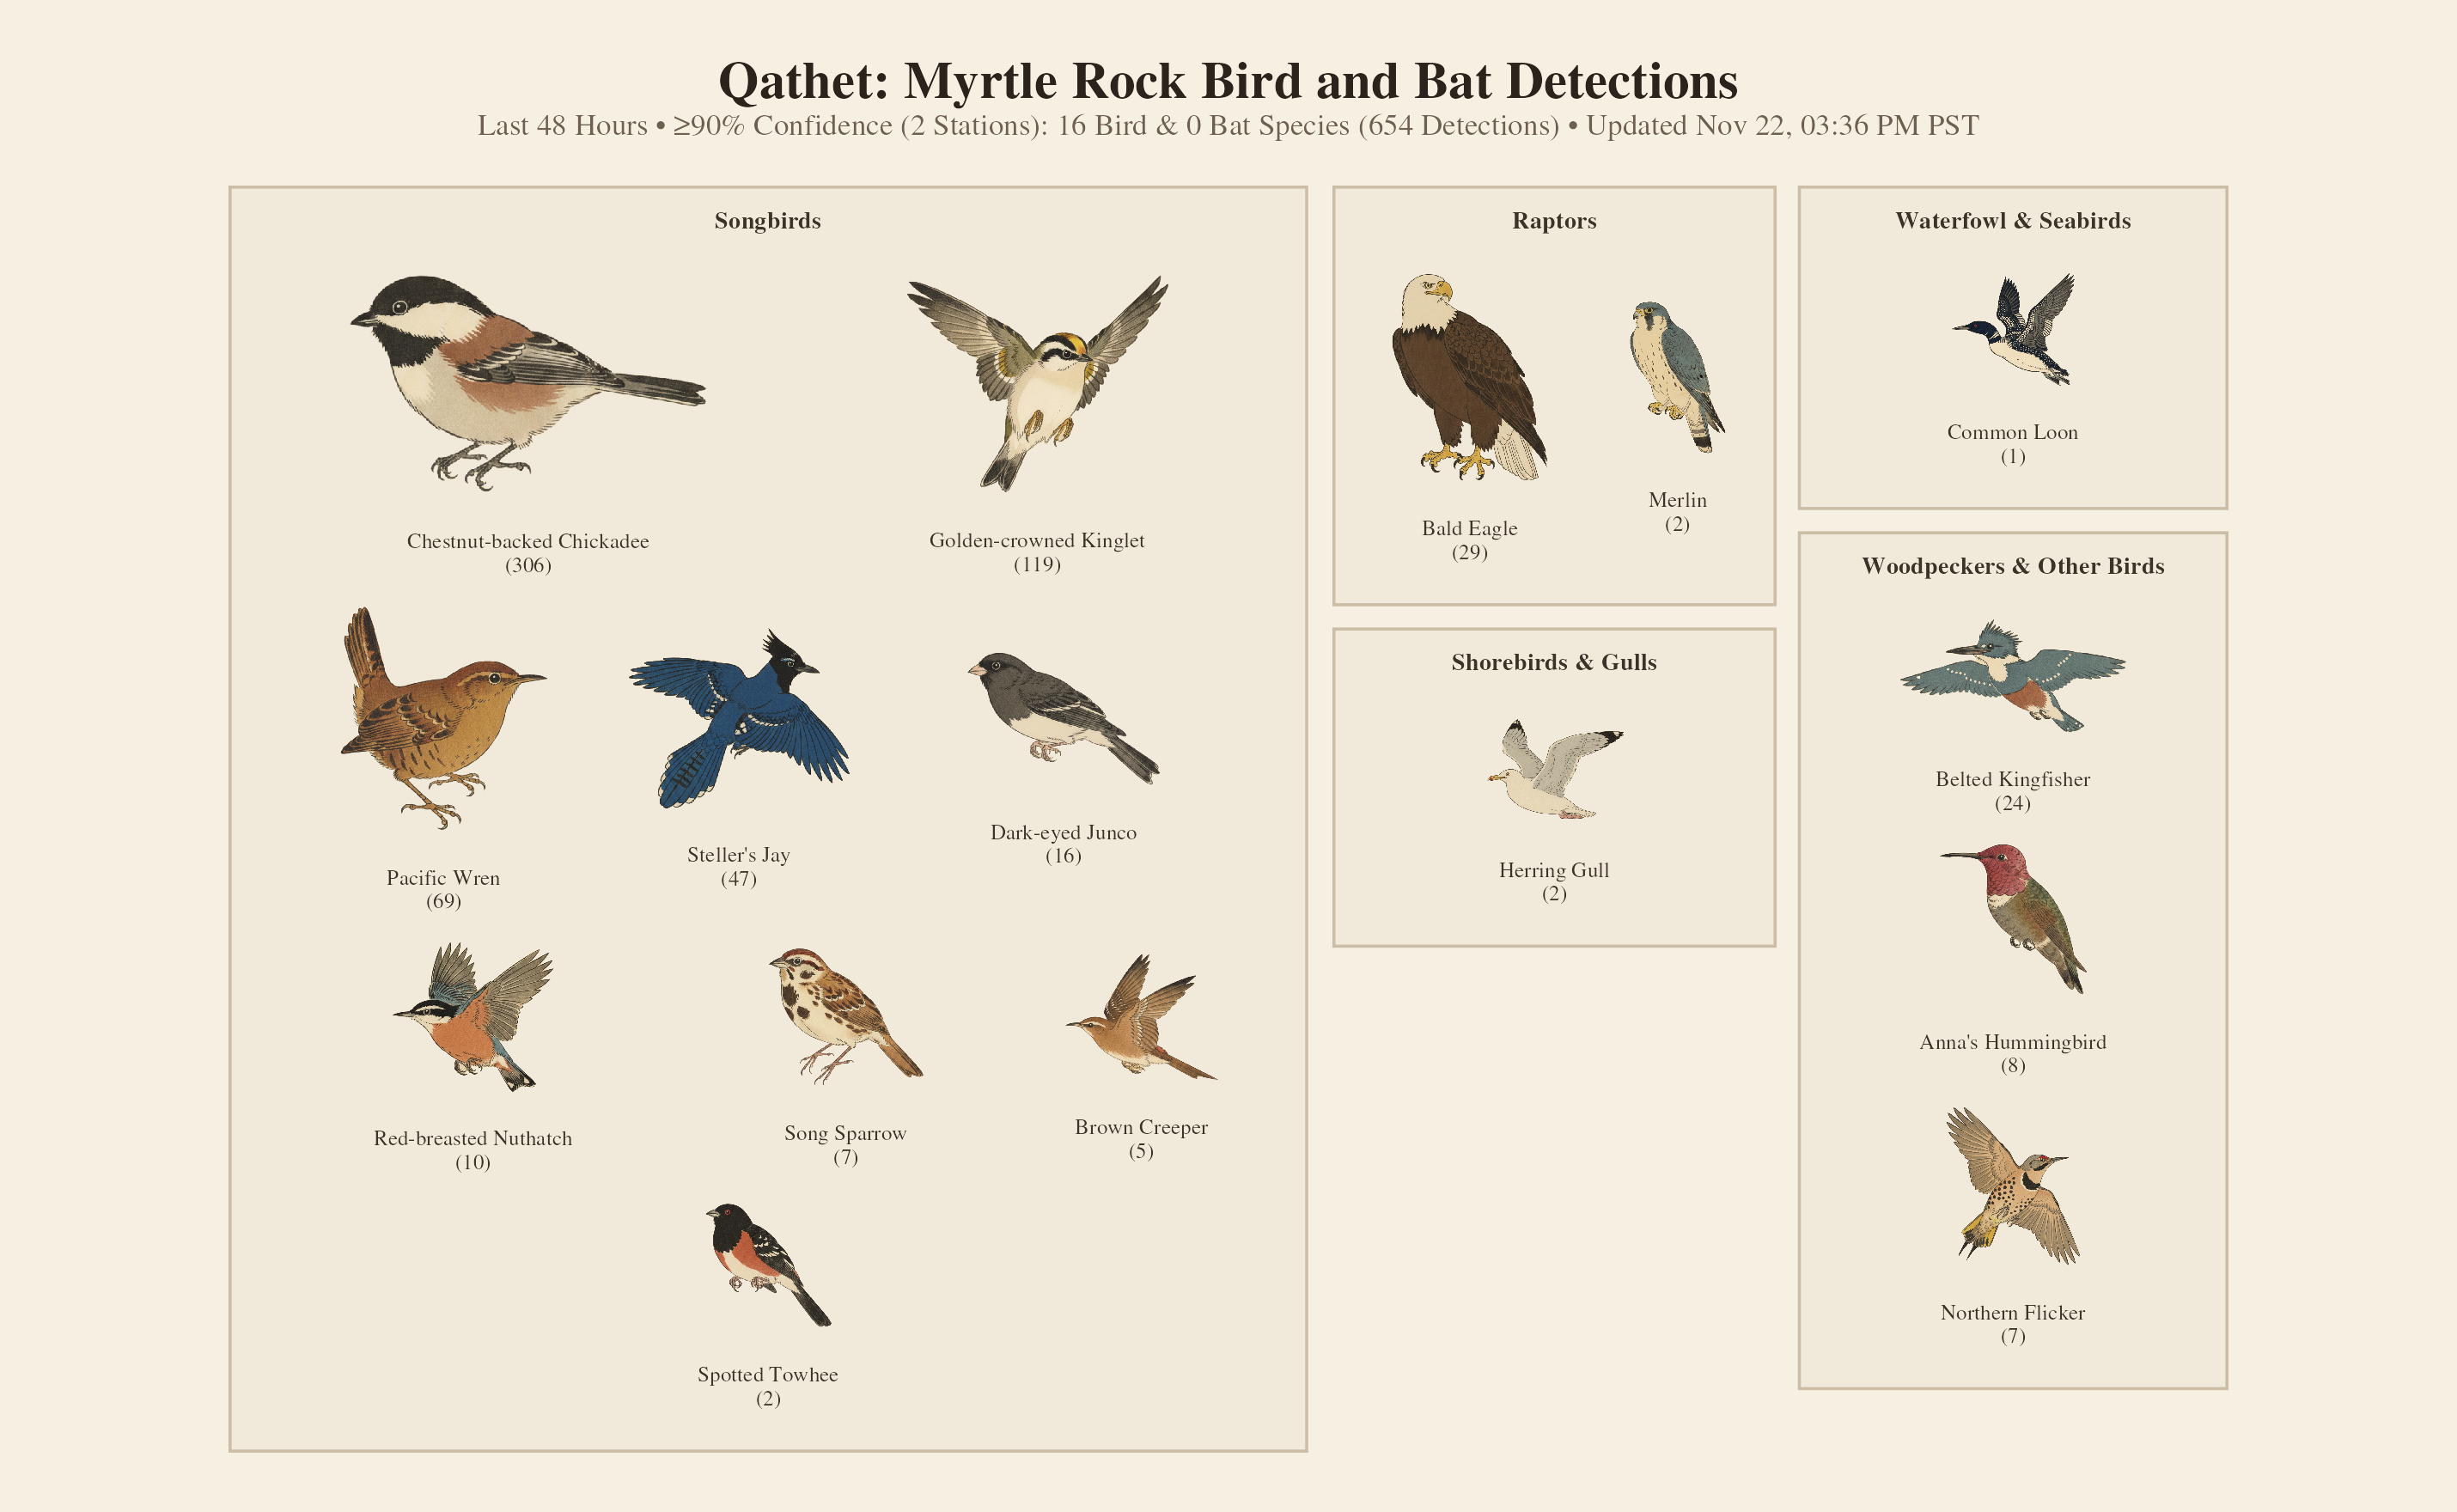 Qathet: Myrtle Rock Bird and Bat Detections
Last 48 Hours • ≥90% Confidence (2 Stations): 16 Bird & 0 Bat Species (654 Detections) • Updated Nov 22, 03:36 PM PST
Songbirds
Chestnut-backed Chickadee
(306)
Golden-crowned Kinglet
(119)
Pacific Wren
(69)
Steller's Jay
(47)
Dark-eyed Junco
(16)
Red-breasted Nuthatch
(10)
Song Sparrow
(7)
Brown Creeper
(5)
Spotted Towhee
(2)
Raptors
Bald Eagle
(29)
Merlin
(2)
Shorebirds & Gulls
Herring Gull
(2)
Waterfowl & Seabirds
Common Loon
(1)
Woodpeckers & Other Birds
Belted Kingfisher
(24)
Anna's Hummingbird
(8)
Northern Flicker
(7)